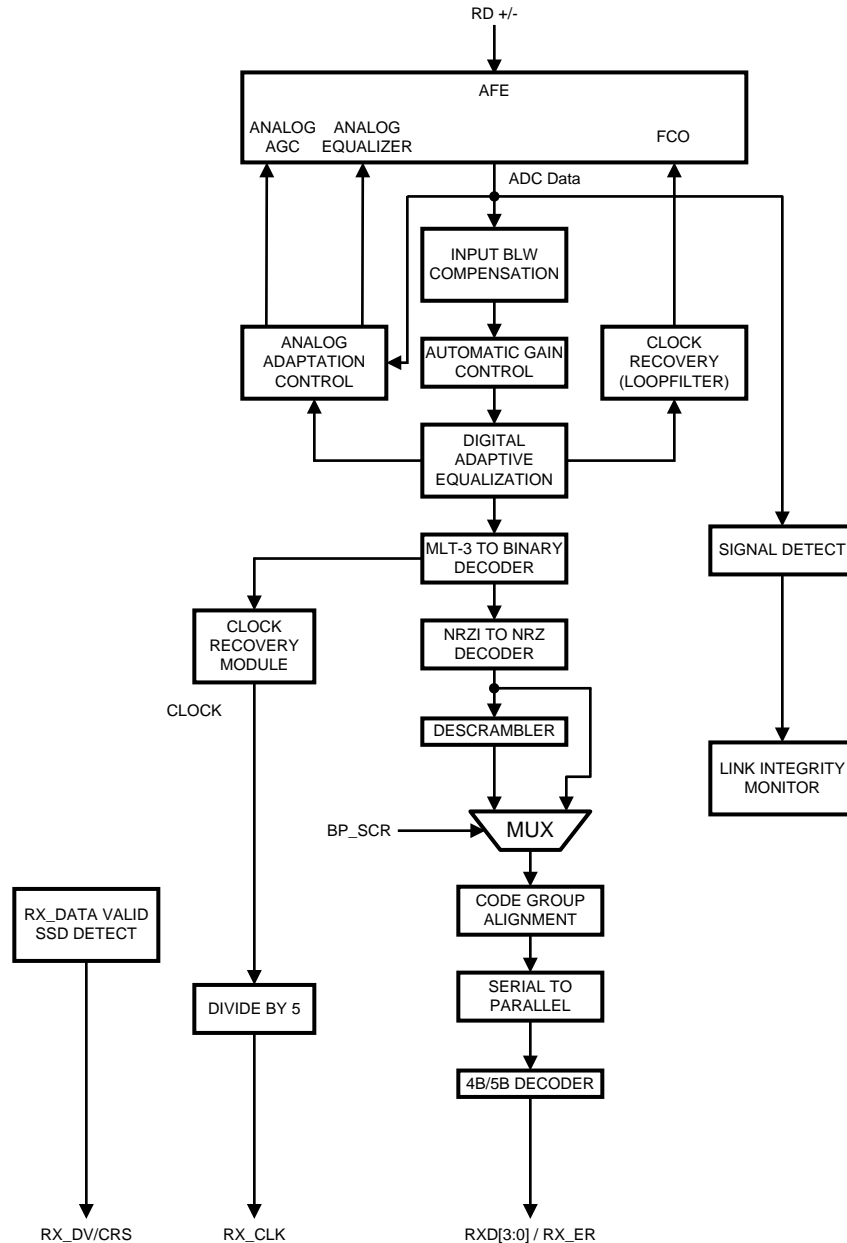 RD +/-
AFE
ANALOG
AGC
ANALOG
EQUALIZER
FCO
ADC Data
INPUT BLW
COMPENSATION
ANALOG
ADAPTATION
CONTROL
AUTOMATIC GAIN
CONTROL
CLOCK
RECOVERY
(LOOPFILTER)
DIGITAL
ADAPTIVE
EQUALIZATION
MLT-3 TO BINARY
DECODER
SIGNAL DETECT
CLOCK
RECOVERY
MODULE
NRZI TO NRZ
DECODER
CLOCK
DESCRAMBLER
LINK INTEGRITY
MONITOR
BP_SCR
MUX
RX_DATA VALID
SSD DETECT
CODE GROUP
ALIGNMENT
DIVIDE BY 5
SERIAL TO
PARALLEL
4B/5B DECODER
RX_DV/CRS
RX_CLK
RXD[3:0] / RX_ER